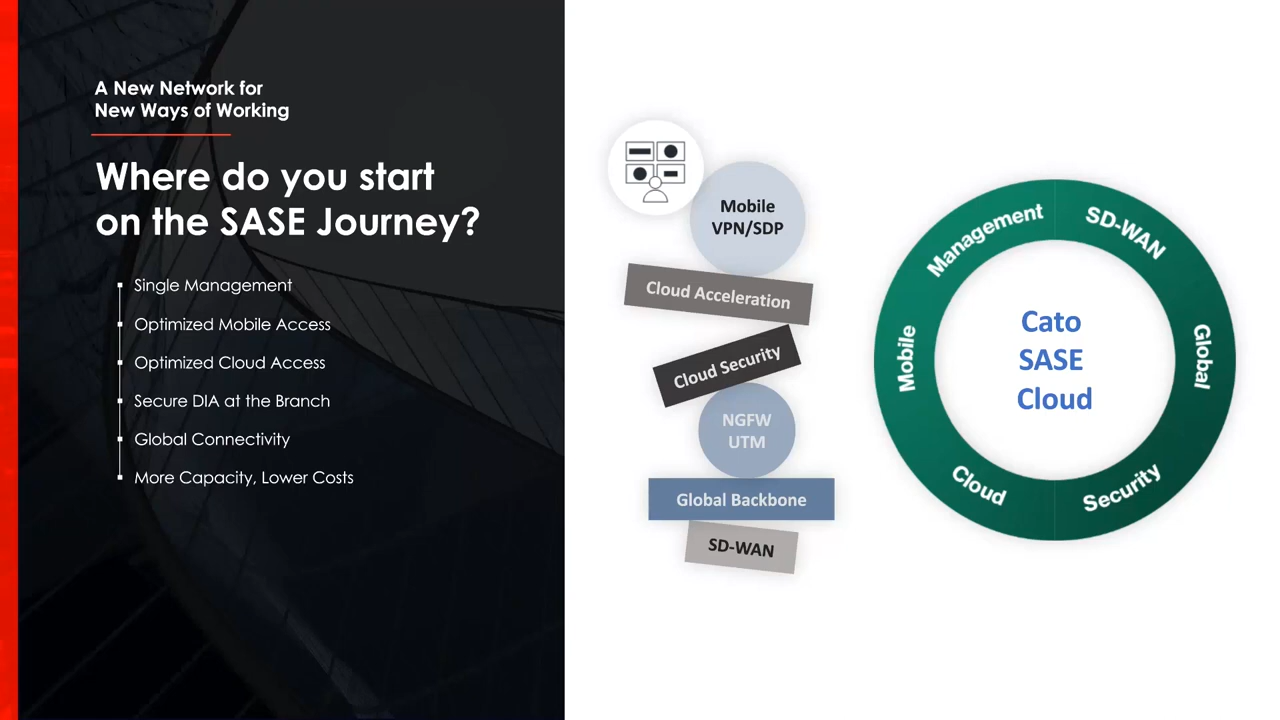 A New Network for
New Ways of Working
Where do you start
on the SASE Journey?
Single Management
Optimized Mobile Access
Optimized Cloud Access
Secure DIA at the Branch
Global Connectivity
More Capacity, Lower Costs
Mobile
VPN/SDP
Cloud Acceleration
Cloud Security
NGFW
UTM
Global Backbone
SD-WAN
Management
SD-WAN
Global
Security
Cloud
Mobile
Cato
SASE
Cloud